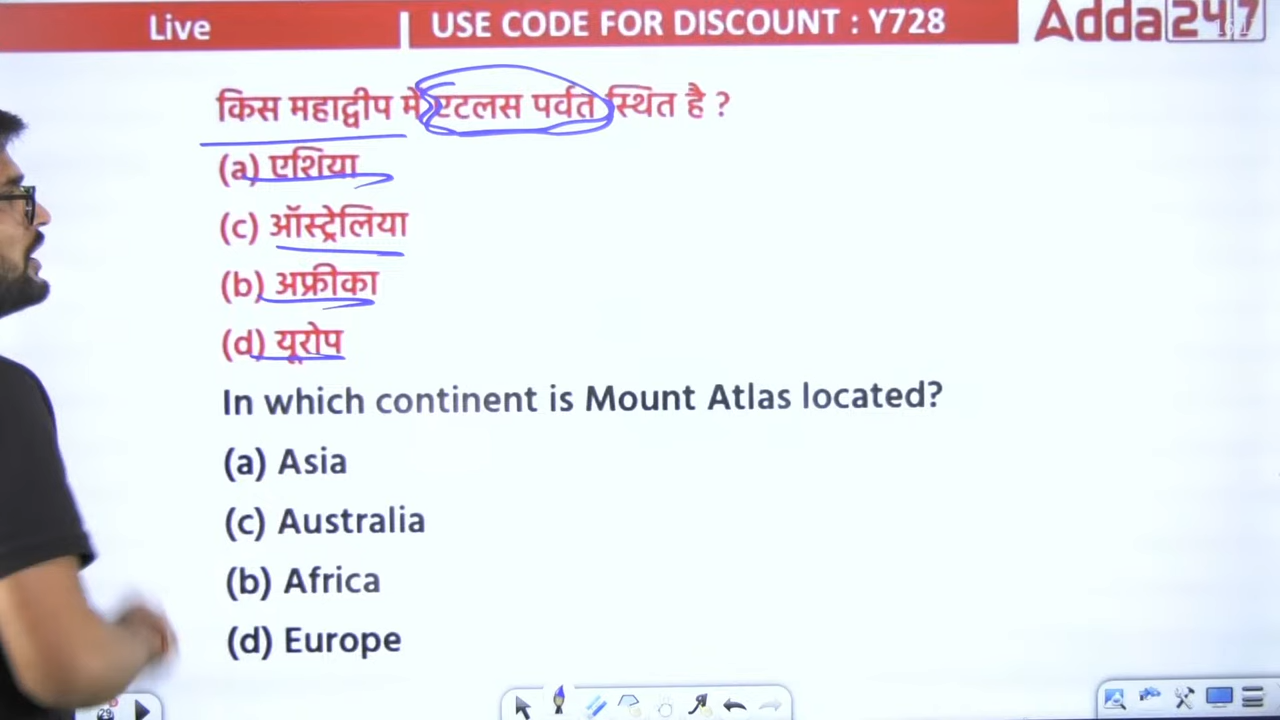 Live
USE CODE FOR DISCOUNT : Y728
Adda247
किस महाद्वीप में एटलस पर्वत स्थित है ?
(a) एशिया
(c) ऑस्ट्रेलिया
(b) अफ्रीका
(d) यूरोप
In which continent is Mount Atlas located?
(a) Asia
(c) Australia
(b) Africa
(d) Europe
29